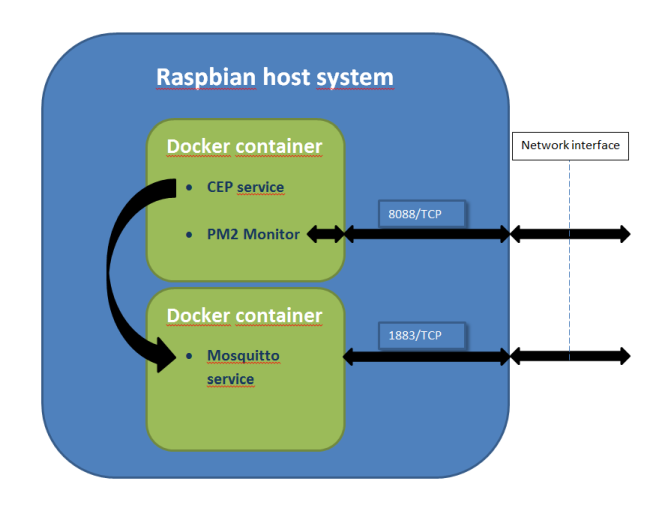 Raspbian host system
Docker container
• CEP service
• PM2 Monitor
Network interface
8088/TCP
Docker container
• Mosquitto
service
1883/TCP